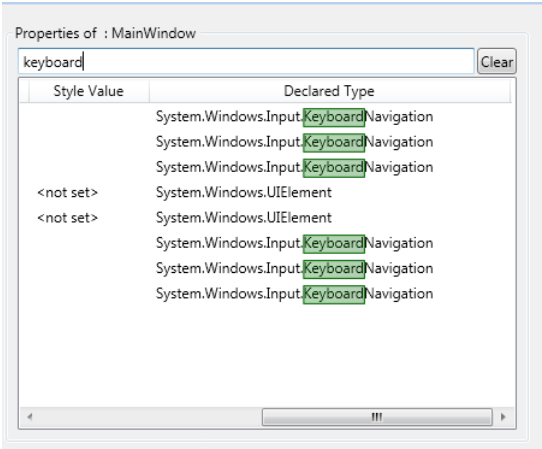 Properties of : MainWindow
keyboard Clear
Style Value Declared Type
System.Windows.Input.KeyboardNavigation
System.Windows.Input.KeyboardNavigation
System.Windows.Input.KeyboardNavigation
<not set> System.Windows.UIElement
<not set> System.Windows.UIElement
System.Windows.Input.KeyboardNavigation
System.Windows.Input.KeyboardNavigation
System.Windows.Input.KeyboardNavigation